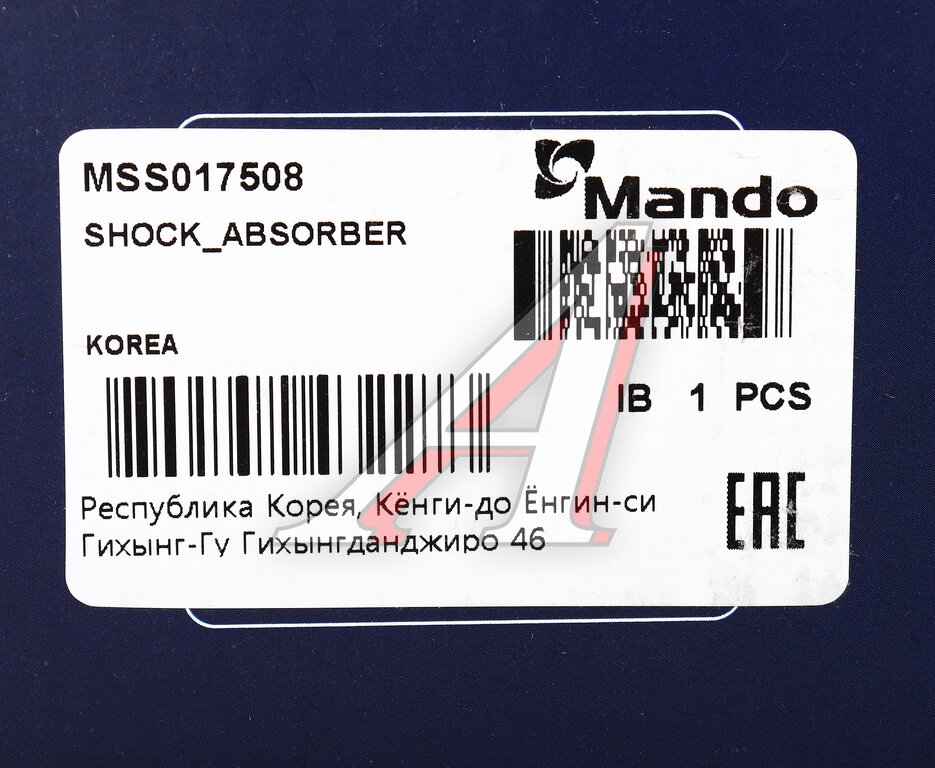 MSS017508
Mando
SHOCK_ABSORBER
KOREA
IB 1 PCS
Республика Корея, Кёнги-до Ёнгин-си
Гихынг-Гу Гихынгданджиро 46
EAC